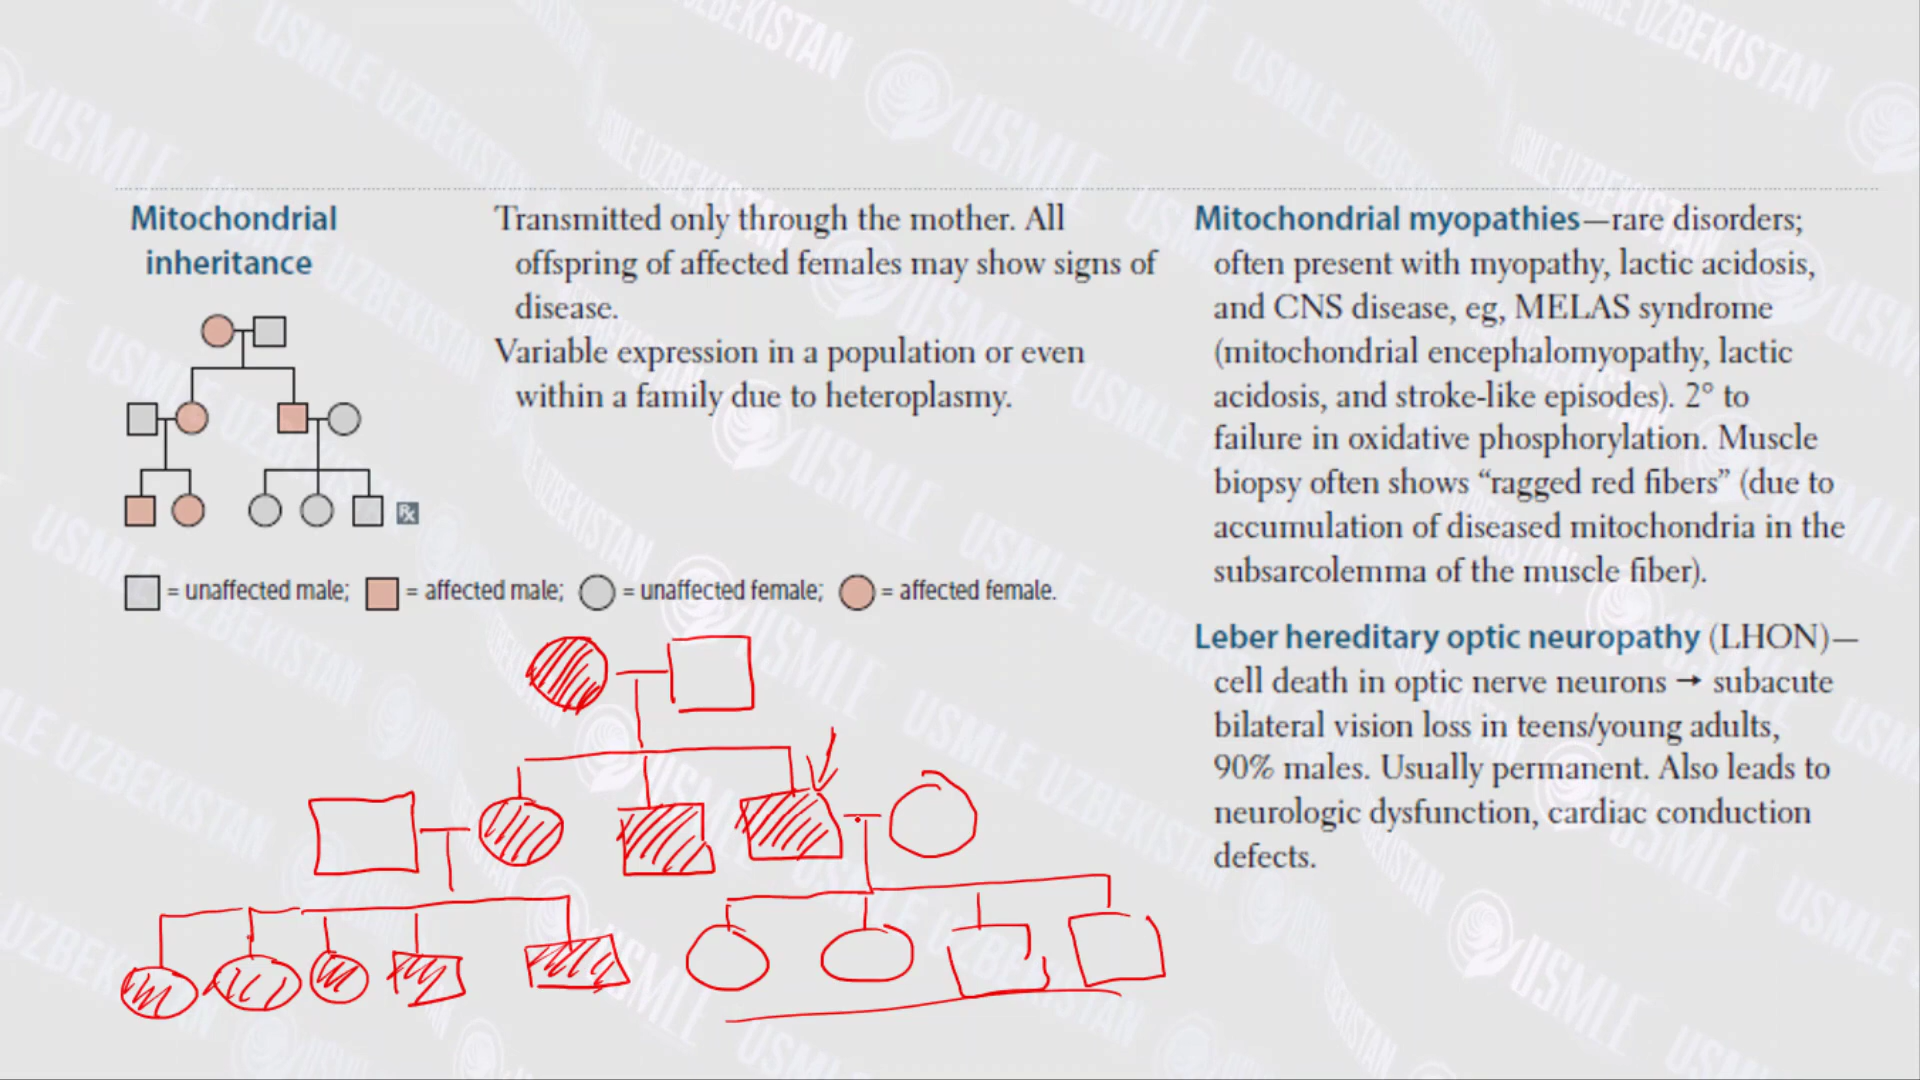 Mitochondrial
inheritance
Transmitted only through the mother. All
offspring of affected females may show signs of
disease.
Variable expression in a population or even
within a family due to heteroplasmy.
Mitochondrial myopathies—rare disorders;
often present with myopathy, lactic acidosis,
and CNS disease, eg, MELAS syndrome
(mitochondrial encephalomyopathy, lactic
acidosis, and stroke-like episodes). 2° to
failure in oxidative phosphorylation. Muscle
biopsy often shows “ragged red fibers” (due to
accumulation of diseased mitochondria in the
subsarcolemma of the muscle fiber).
Leber hereditary optic neuropathy (LHON)—
cell death in optic nerve neurons → subacute
bilateral vision loss in teens/young adults,
90% males. Usually permanent. Also leads to
neurologic dysfunction, cardiac conduction
defects.
Rx
= unaffected male; = affected male; = unaffected female; = affected female.
USMLE UZBEKISTAN